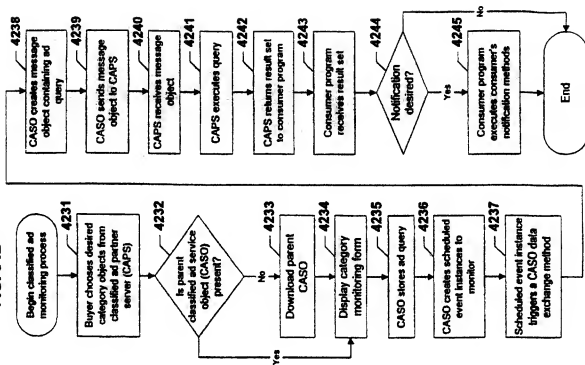 Begin classified ad
monitoring process
4231
Buyer chooses desired
category objects from
classified ad partner
server (CAPS)
4232
Is parent
classified ad service
object (CASO)
present?
No
Yes
4233
Download parent
CASO
4234
Display category
monitoring form
4235
CASO stores ad query
4236
CASO creates scheduled
event instances to
monitor
4237
Scheduled event instance
triggers a CASO data
exchange method
4238
CASO creates message
object containing ad
query
4239
CASO sends message
object to CAPS
4240
CAPS receives message
object
4241
CAPS executes query
4242
CAPS returns result set
to consumer program
4243
Consumer program
receives result set
4244
Notification
desired?
No
Yes
4245
Consumer program
executes consumer's
notification methods
End